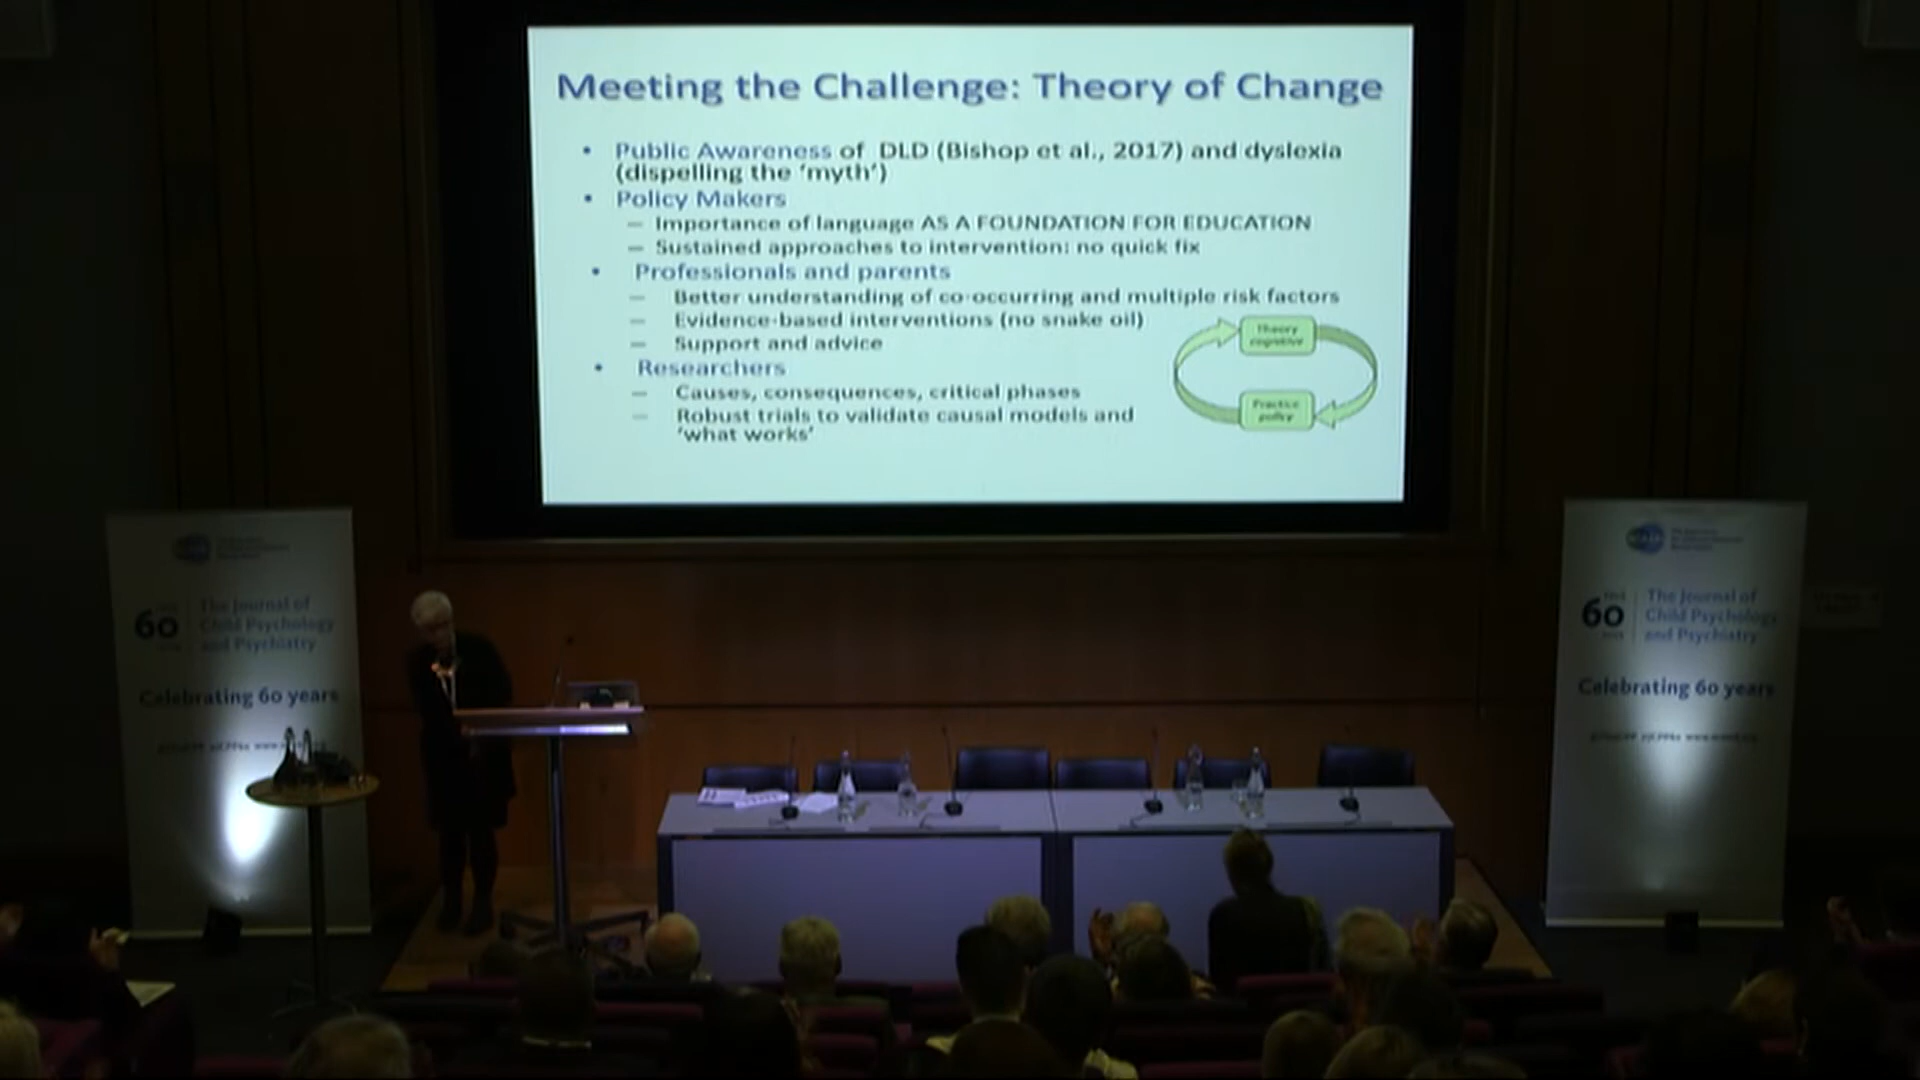 Meeting the Challenge: Theory of Change
• Public Awareness of DLD (Bishop et al., 2017) and dyslexia
(dispelling the ‘myth’)
• Policy Makers
– Importance of language AS A FOUNDATION FOR EDUCATION
– Sustained approaches to intervention: no quick fix
• Professionals and parents
– Better understanding of co-occurring and multiple risk factors
– Evidence-based interventions (no snake oil)
– Support and advice
• Researchers
– Causes, consequences, critical phases
– Robust trials to validate causal models and
‘what works’
Theory
cognitive
Practice
policy
60
The Journal of
Child Psychology
and Psychiatry
Celebrating 60 years
60
The Journal of
Child Psychology
and Psychiatry
Celebrating 60 years